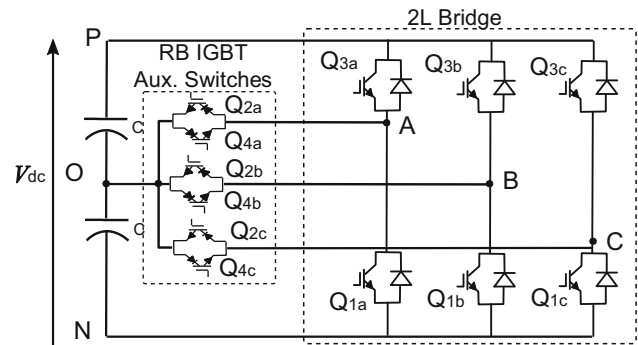 2L Bridge
P
RB IGBT
Aux. Switches
Q3a
Q3b
Q3c
Q2a
C
A
Q4a
Vdc
O
Q2b
B
Q4b
C
Q2c
C
Q4c
Q1a
Q1b
Q1c
N